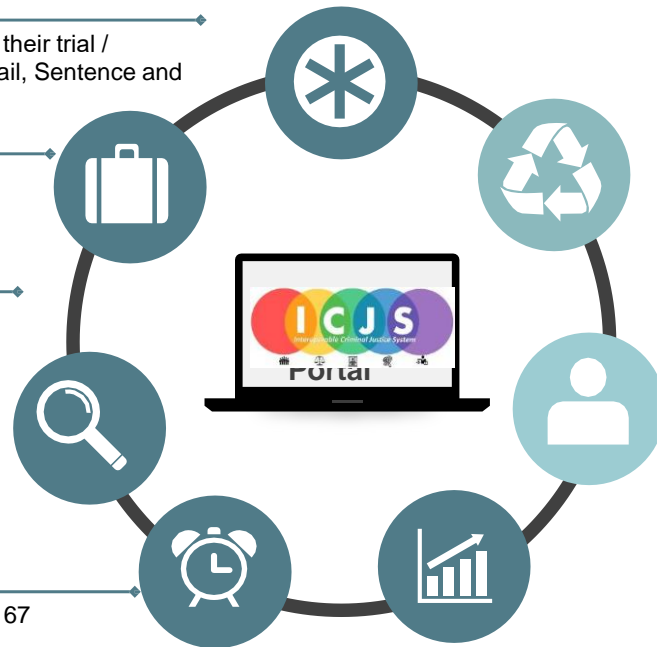 their trial /
ail, Sentence and
ICJS
Interoperable Criminal Justice System
Portal
67